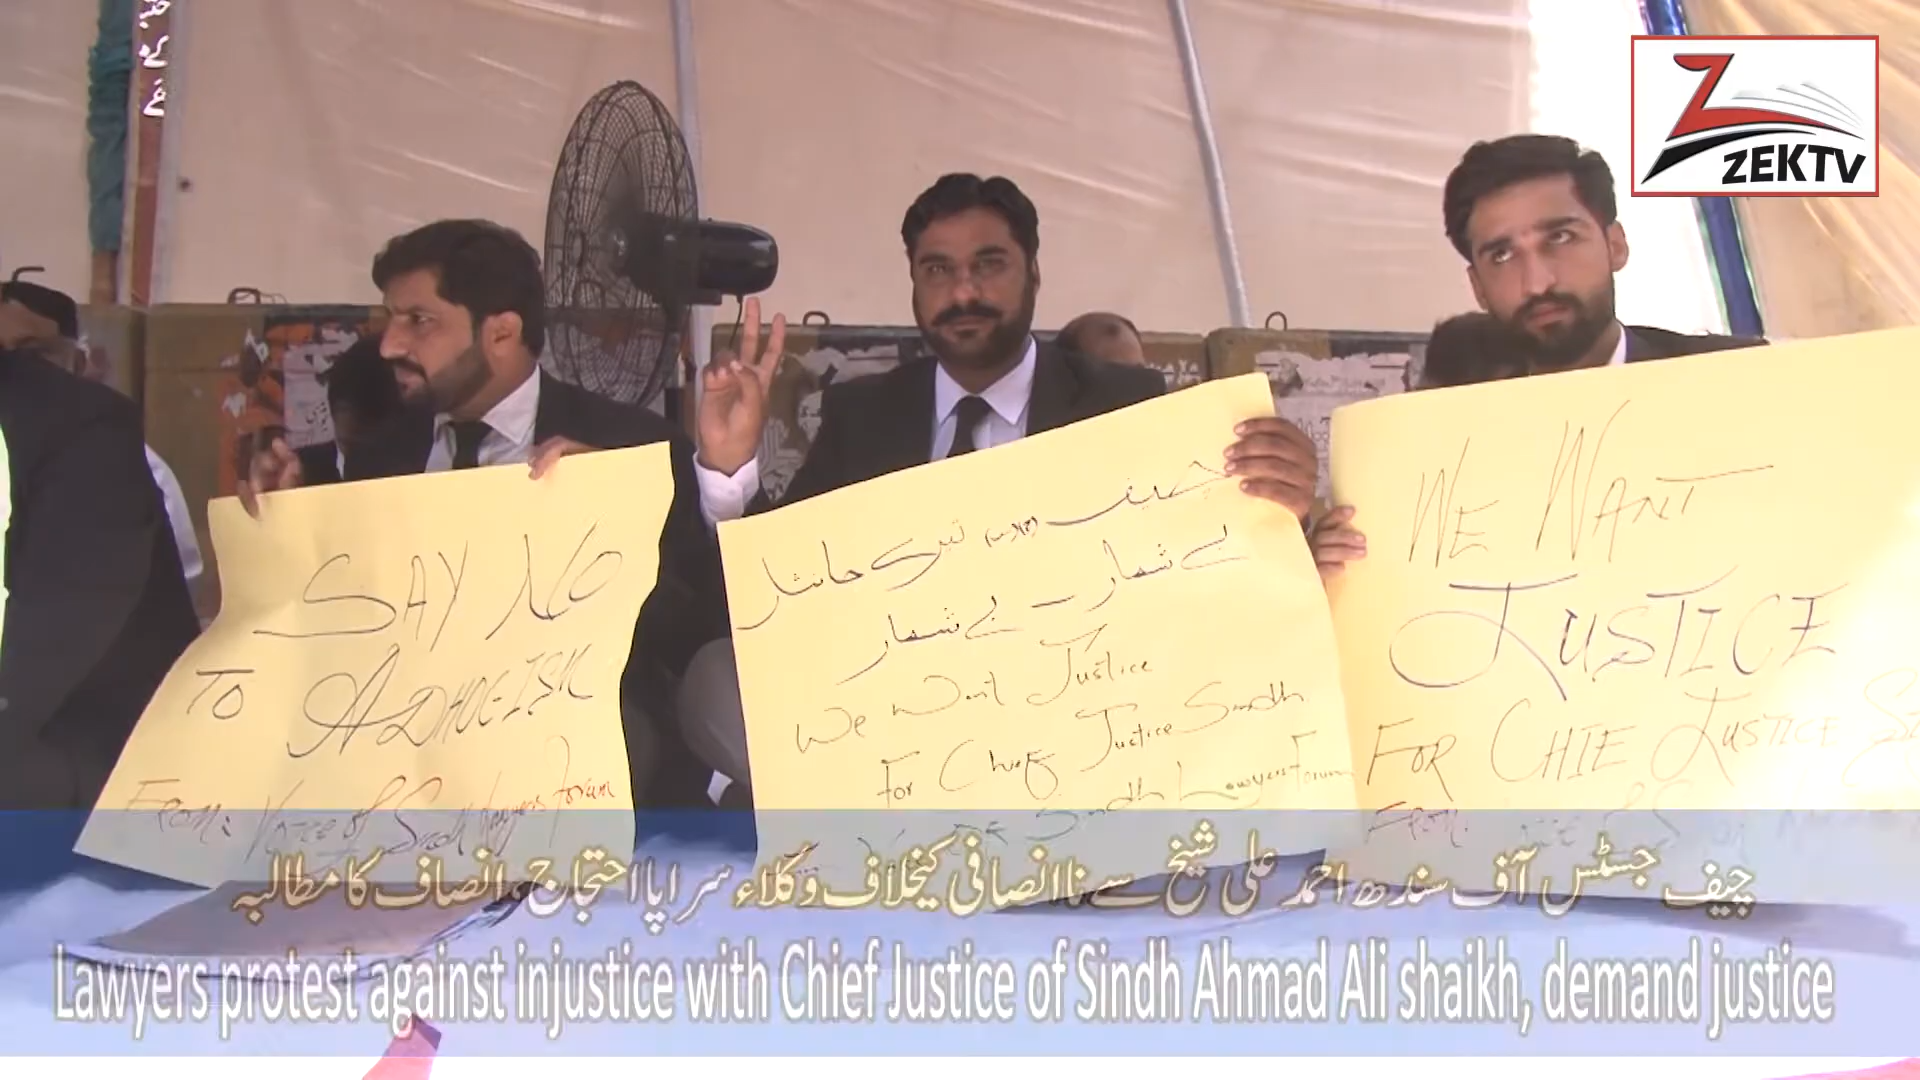 ZEKTV
SAY NO
TO ADHOC-ISM
From: Voice of Sindh Lawyers Forum
چیف تیرے جانثار
بے شمار بے شمار
We Want Justice
For Chief Justice Sindh
Sindh Lawyers Forum
WE WANT
JUSTICE
FOR CHIE JUSTICE
From:
چیف جسٹس آف سندھ احمد علی شیخ سے ناانصافی کیخلاف وکلاء سراپا احتجاج، انصاف کا مطالبہ
Lawyers protest against injustice with Chief Justice of Sindh Ahmad Ali shaikh, demand justice